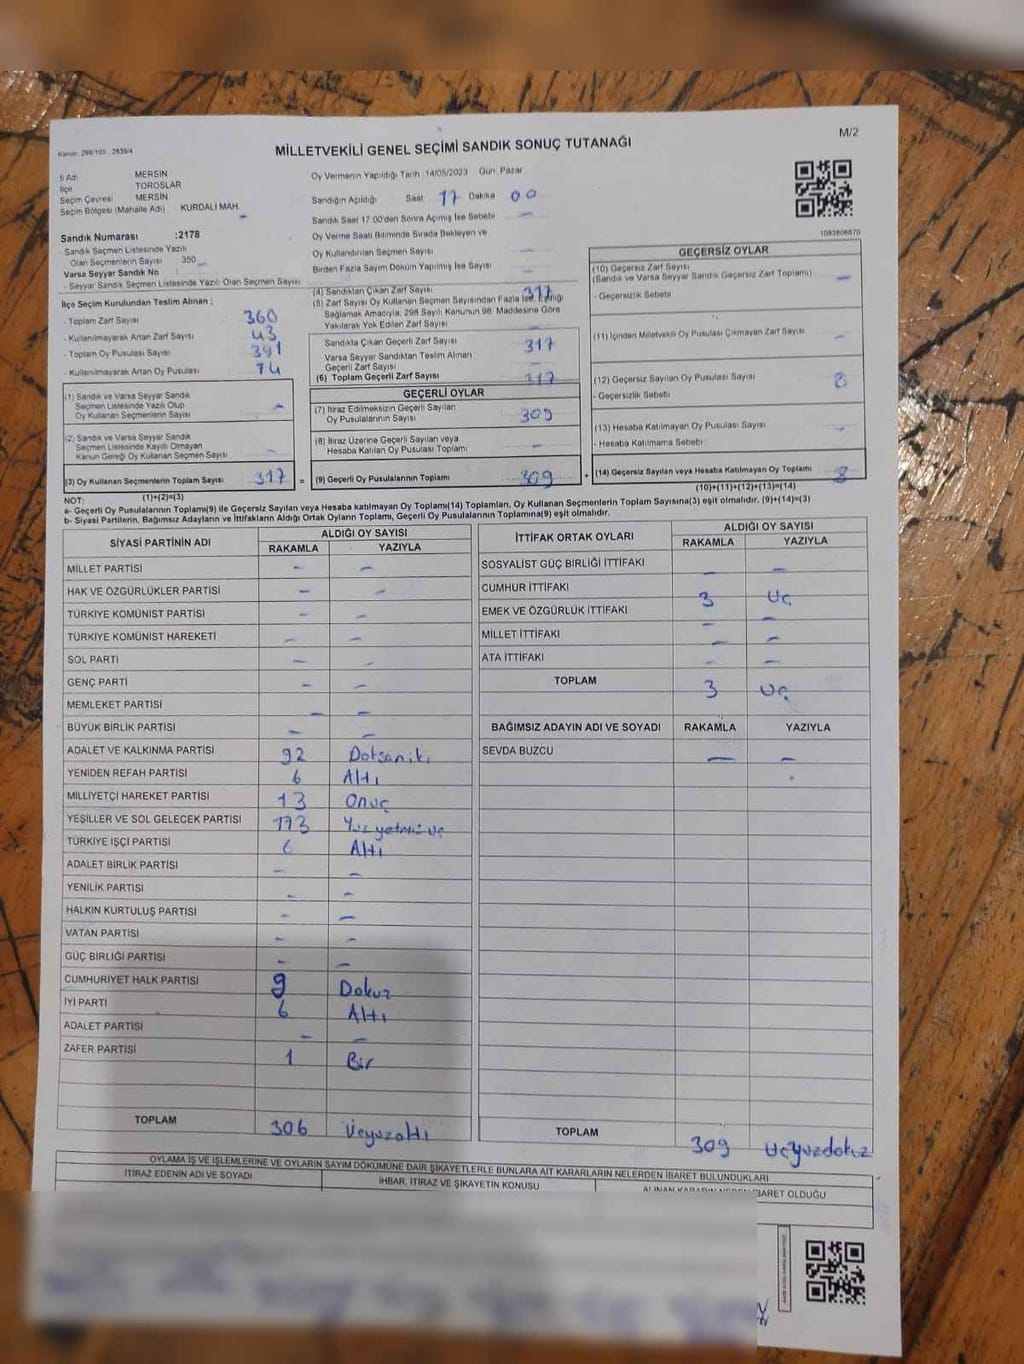 M/2
Kanun: 298/105 , 2839/4
MİLLETVEKİLİ GENEL SEÇİMİ SANDIK SONUÇ TUTANAĞI
İl Adı MERSİN
İlçe TOROSLAR
Seçim Çevresi MERSİN
Seçim Bölgesi (Mahalle Adı) KURDALİ MAH.
Sandık Numarası :2178
- Sandık Seçmen Listesinde Yazılı
Olan Seçmenlerin Sayısı 350
Varsa Seyyar Sandık No :
- Seyyar Sandık Seçmen Listesinde Yazılı Olan Seçmen Sayısı
Oy Vermenin Yapıldığı Tarih :14/05/2023 Gün: Pazar
Sandığın Açıldığı : Saat 17 Dakika 00
Sandık Saat 17.00'den Sonra Açılmış İse Sebebi -
Oy Verme Saati Bitiminde Sırada Bekleyen ve
Oy Kullandırılan Seçmen Sayısı -
Birden Fazla Sayım Döküm Yapılmış İse Sayısı -
1083606870
İlçe Seçim Kurulundan Teslim Alınan ;
- Toplam Zarf Sayısı 360
- Kullanılmayarak Artan Zarf Sayısı 43
- Toplam Oy Pusulası Sayısı 391
- Kullanılmayarak Artan Oy Pusulası 74
(1) Sandık ve Varsa Seyyar Sandık
Seçmen Listesinde Yazılı Olup
Oy Kullanan Seçmenlerin Sayısı -
(2) Sandık ve Varsa Seyyar Sandık
Seçmen Listesinde Kayıtlı Olmayan
Kanun Gereği Oy Kullanan Seçmen Sayısı -
(3) Oy Kullanan Seçmenlerin Toplam Sayısı 317 =
(1)+(2)=(3)
(4) Sandıktan Çıkan Zarf Sayısı 317
(5) Zarf Sayısı Oy Kullanan Seçmen Sayısından Fazla İse, Eşitliği
Sağlamak Amacıyla, 298 Sayılı Kanunun 98. Maddesine Göre
Yakılarak Yok Edilen Zarf Sayısı -
Sandıkta Çıkan Geçerli Zarf Sayısı 317
Varsa Seyyar Sandıktan Teslim Alınan
Geçerli Zarf Sayısı
(6) Toplam Geçerli Zarf Sayısı 317
GEÇERLİ OYLAR
(7) İtiraz Edilmeksizin Geçerli Sayılan
Oy Pusulalarının Sayısı 309
(8) İtiraz Üzerine Geçerli Sayılan veya
Hesaba Katılan Oy Pusulası Toplamı -
(9) Geçerli Oy Pusulalarının Toplamı 309 +
GEÇERSİZ OYLAR
(10) Geçersiz Zarf Sayısı
(Sandık ve Varsa Seyyar Sandık Geçersiz Zarf Toplamı) -
- Geçersizlik Sebebi
(11) İçinden Milletvekili Oy Pusulası Çıkmayan Zarf Sayısı -
(12) Geçersiz Sayılan Oy Pusulası Sayısı 8
- Geçersizlik Sebebi
(13) Hesaba Katılmayan Oy Pusulası Sayısı -
- Hesaba Katılmama Sebebi
(14) Geçersiz Sayılan veya Hesaba Katılmayan Oy Toplamı 8
(10)+(11)+(12)+(13)=(14)
NOT:
a- Geçerli Oy Pusulalarının Toplamı(9) ile Geçersiz Sayılan veya Hesaba katılmayan Oy Toplamı(14) Toplamları, Oy Kullanan Seçmenlerin Toplam Sayısına(3) eşit olmalıdır. (9)+(14)=(3)
b- Siyasi Partilerin, Bağımsız Adayların ve İttifakların Aldığı Ortak Oyların Toplamı, Geçerli Oy Pusulalarının Toplamına(9) eşit olmalıdır.
SİYASİ PARTİNİN ADI ALDIĞI OY SAYISI
RAKAMLA YAZIYLA
MİLLET PARTİSİ - -
HAK VE ÖZGÜRLÜKLER PARTİSİ - -
TÜRKİYE KOMÜNİST PARTİSİ - -
TÜRKİYE KOMÜNİST HAREKETİ - -
SOL PARTİ - -
GENÇ PARTİ - -
MEMLEKET PARTİSİ - -
BÜYÜK BİRLİK PARTİSİ - -
ADALET VE KALKINMA PARTİSİ 92 Doksaniki
YENİDEN REFAH PARTİSİ 6 Altı
MİLLİYETÇİ HAREKET PARTİSİ 13 Onüç
YEŞİLLER VE SOL GELECEK PARTİSİ 173 Yüz yetmiş üç
TÜRKİYE İŞÇİ PARTİSİ 6 Altı
ADALET BİRLİK PARTİSİ - -
YENİLİK PARTİSİ - -
HALKIN KURTULUŞ PARTİSİ - -
VATAN PARTİSİ - -
GÜÇ BİRLİĞİ PARTİSİ - -
CUMHURİYET HALK PARTİSİ 9 Dokuz
İYİ PARTİ 6 Altı
ADALET PARTİSİ - -
ZAFER PARTİSİ 1 Bir
TOPLAM 306 Üçyüzaltı
İTTİFAK ORTAK OYLARI ALDIĞI OY SAYISI
RAKAMLA YAZIYLA
SOSYALİST GÜÇ BİRLİĞİ İTTİFAKI - -
CUMHUR İTTİFAKI 3 Üç
EMEK VE ÖZGÜRLÜK İTTİFAKI - -
MİLLET İTTİFAKI - -
ATA İTTİFAKI - -
TOPLAM 3 Üç
BAĞIMSIZ ADAYIN ADI VE SOYADI RAKAMLA YAZIYLA
SEVDA BUZCU - -
TOPLAM 309 Üçyüzdokuz
OYLAMA İŞ VE İŞLEMLERİNE VE OYLARIN SAYIM DÖKÜMÜNE DAİR ŞİKAYETLERLE BUNLARA AİT KARARLARIN NELERDEN İBARET BULUNDUKLARI
İTİRAZ EDENİN ADI VE SOYADI İHBAR, İTİRAZ VE ŞİKAYETİN KONUSU ALINAN KARARIN NEDEN İBARET OLDUĞU